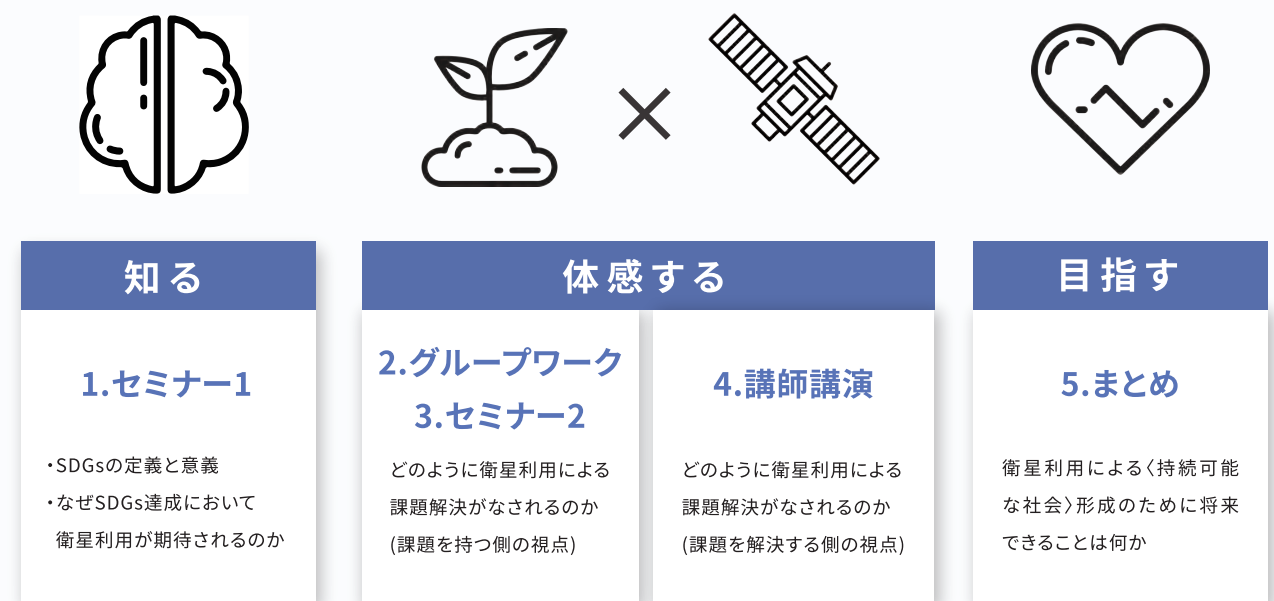 知る
体感する
目指す
1.セミナー1
・SDGsの定義と意義
・なぜSDGs達成において
衛星利用が期待されるのか
2.グループワーク
3.セミナー2
どのように衛星利用による
課題解決がなされるのか
(課題を持つ側の視点)
4.講師講演
どのように衛星利用による
課題解決がなされるのか
(課題を解決する側の視点)
5.まとめ
衛星利用による〈持続可能
な社会〉形成のために将来
できることは何か